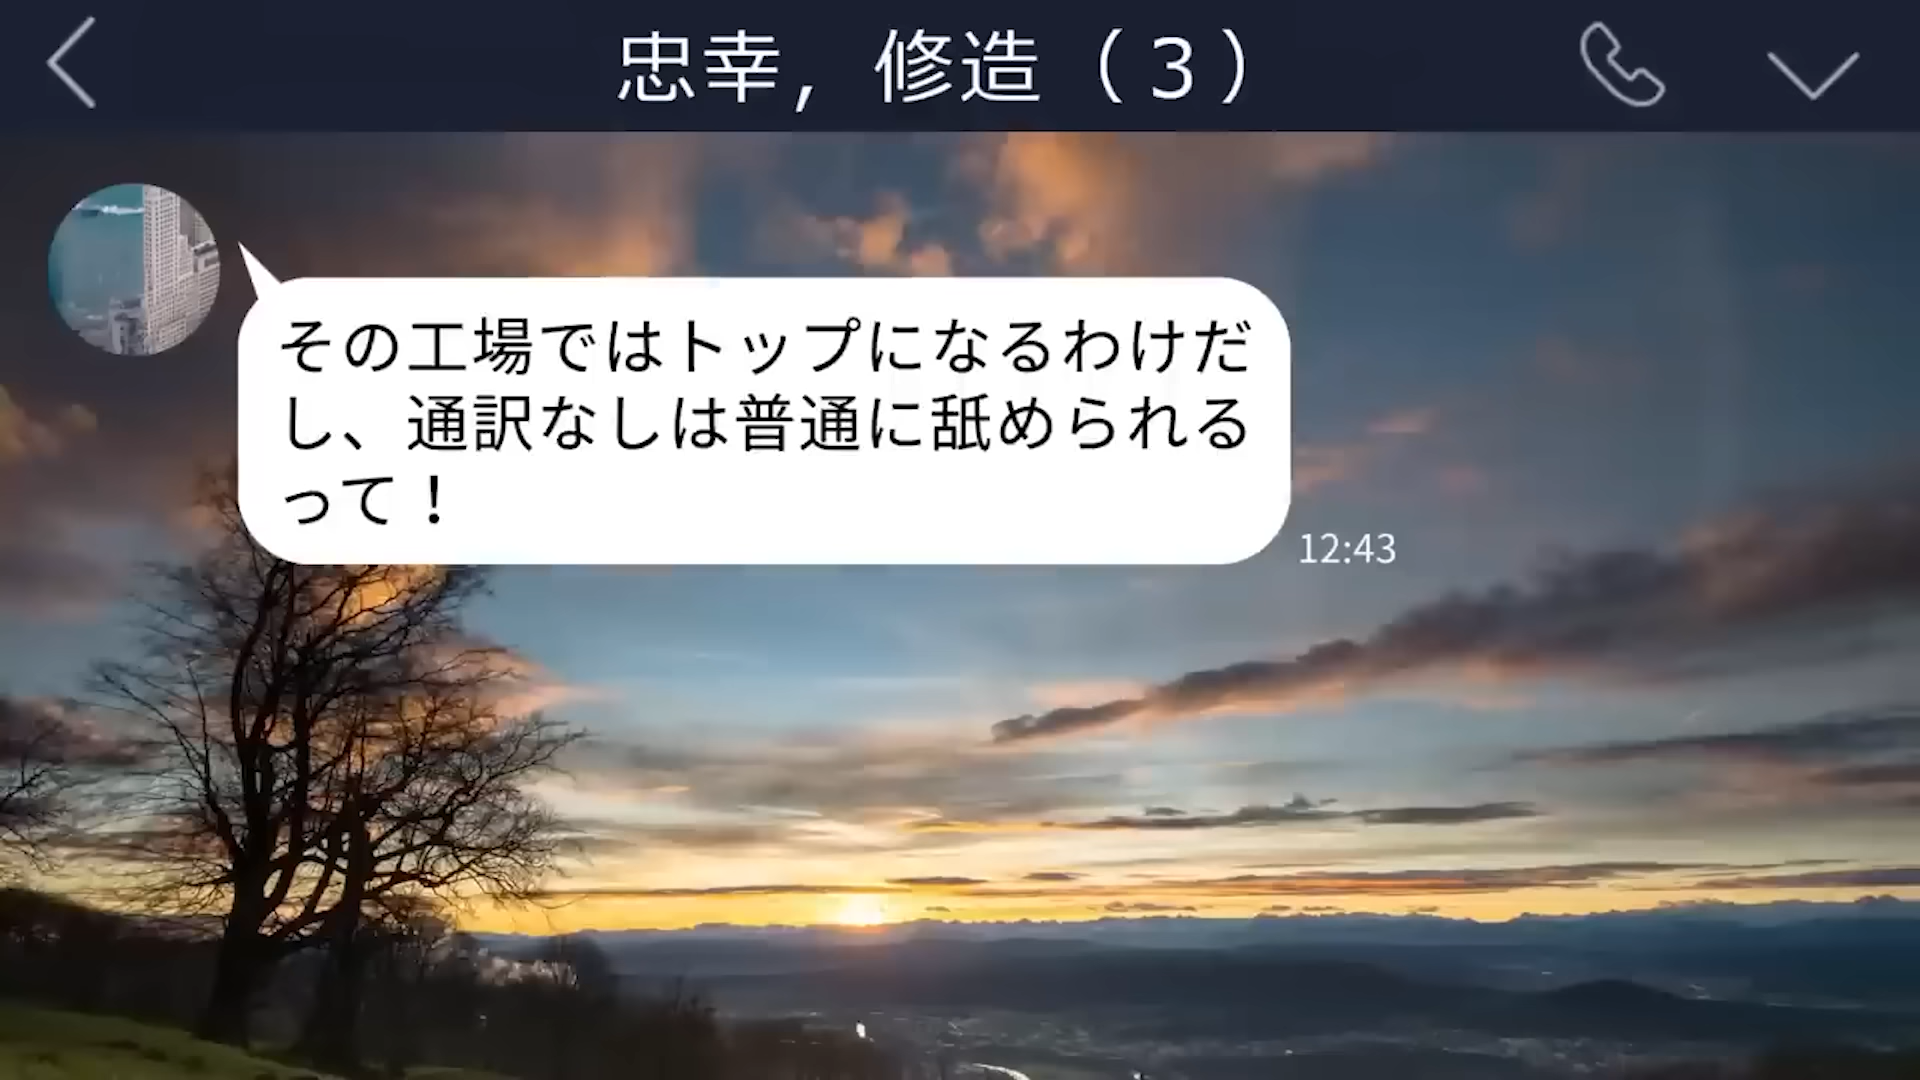 忠幸，修造（３）
その工場ではトップになるわけだ
し、通訳なしは普通に舐められる
って！
12:43